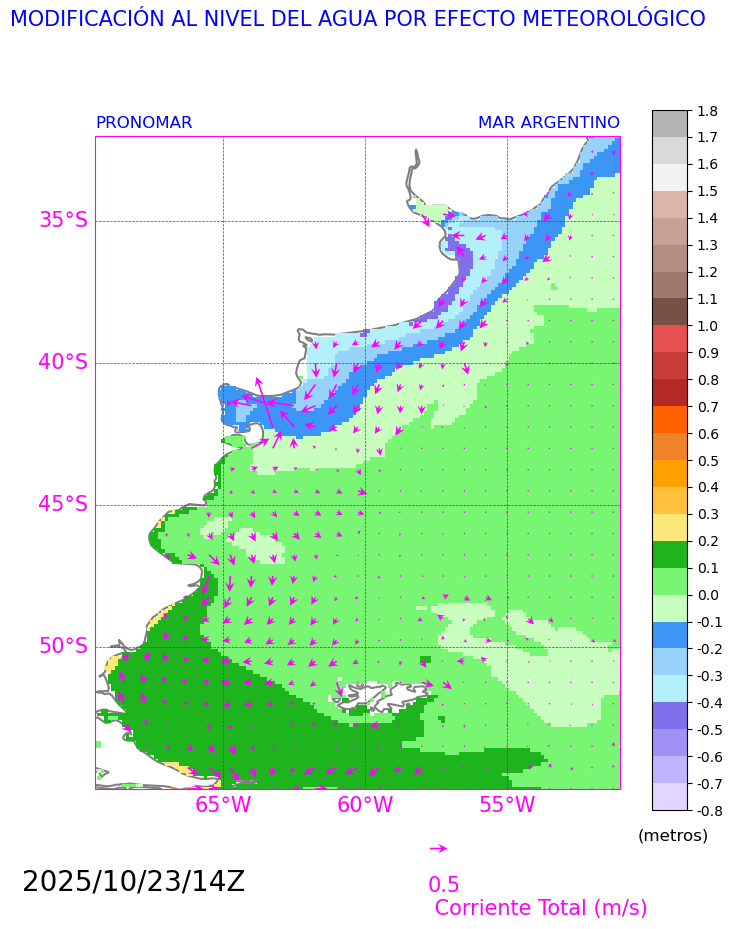 MODIFICACIÓN AL NIVEL DEL AGUA POR EFECTO METEOROLÓGICO
PRONOMAR
MAR ARGENTINO
35°S
40°S
45°S
50°S
65°W
60°W
55°W
1.8
1.7
1.6
1.5
1.4
1.3
1.2
1.1
1.0
0.9
0.8
0.7
0.6
0.5
0.4
0.3
0.2
0.1
0.0
-0.1
-0.2
-0.3
-0.4
-0.5
-0.6
-0.7
-0.8
(metros)
2025/10/23/14Z
0.5
Corriente Total (m/s)